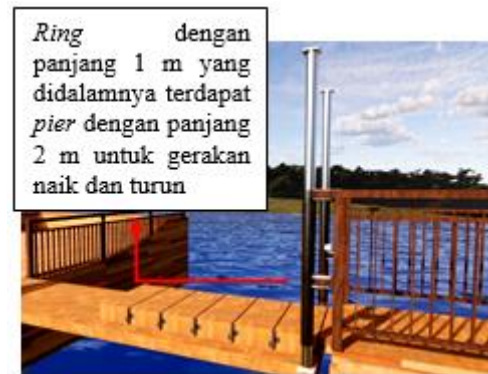 Ring dengan
panjang 1 m yang
didalamnya terdapat
pier dengan panjang
2 m untuk gerakan
naik dan turun